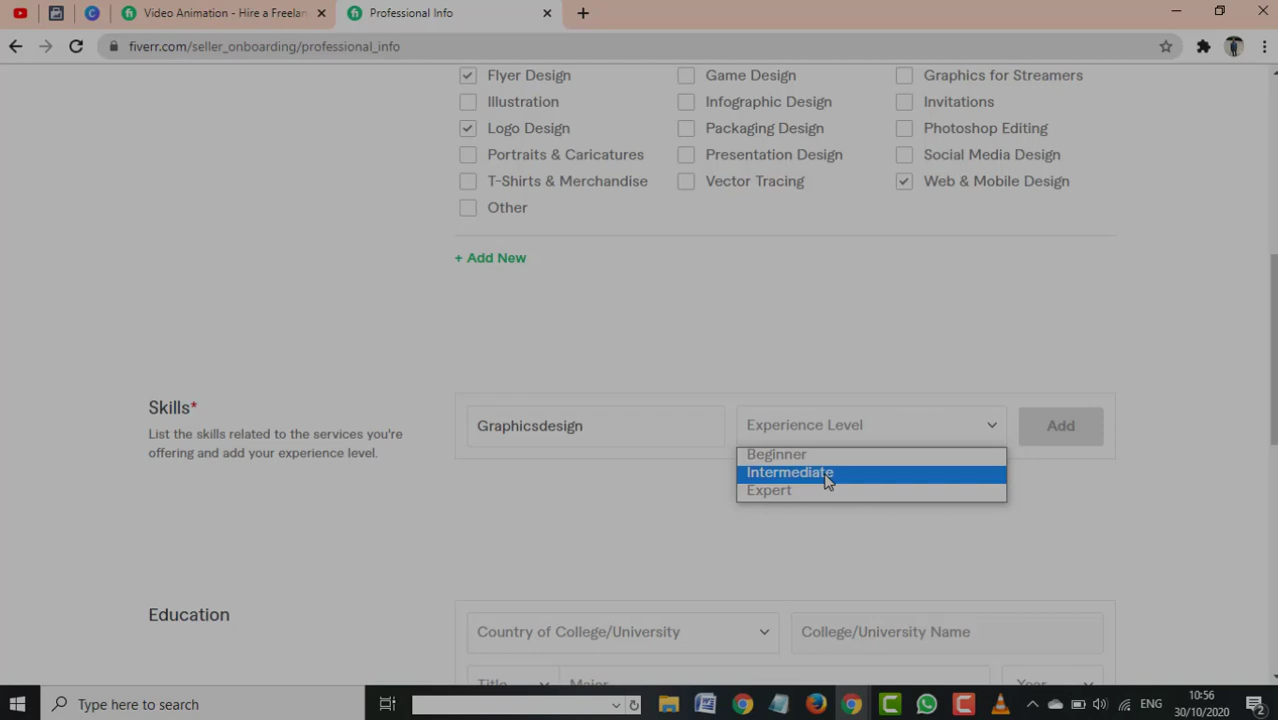 Video Animation - Hire a Freelan
Professional Info
fiverr.com/seller_onboarding/professional_info
Flyer Design Game Design Graphics for Streamers
Illustration Infographic Design Invitations
Logo Design Packaging Design Photoshop Editing
Portraits & Caricatures Presentation Design Social Media Design
T-Shirts & Merchandise Vector Tracing Web & Mobile Design
Other
+ Add New
Skills*
List the skills related to the services you're
offering and add your experience level.
Graphicsdesign Experience Level Add
Beginner
Intermediate
Expert
Education
Country of College/University College/University Name
Title Major Year
Type here to search
ENG
10:56
30/10/2020
2